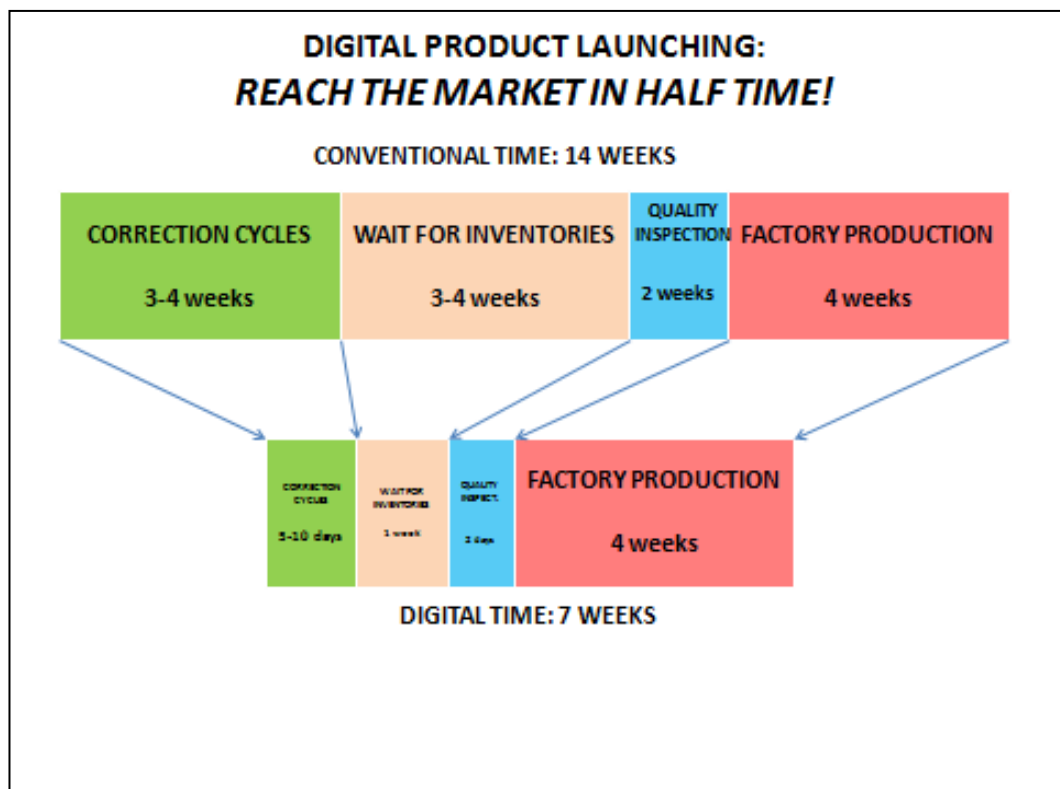 DIGITAL PRODUCT LAUNCHING:
REACH THE MARKET IN HALF TIME!
CONVENTIONAL TIME: 14 WEEKS
CORRECTION CYCLES
3-4 weeks
WAIT FOR INVENTORIES
3-4 weeks
QUALITY
INSPECTION
2 weeks
FACTORY PRODUCTION
4 weeks
CORRECTION
CYCLES
5-10 days
WAIT FOR
INVENTORIES
1 week
QUALITY
INSPECT.
days
FACTORY PRODUCTION
4 weeks
DIGITAL TIME: 7 WEEKS